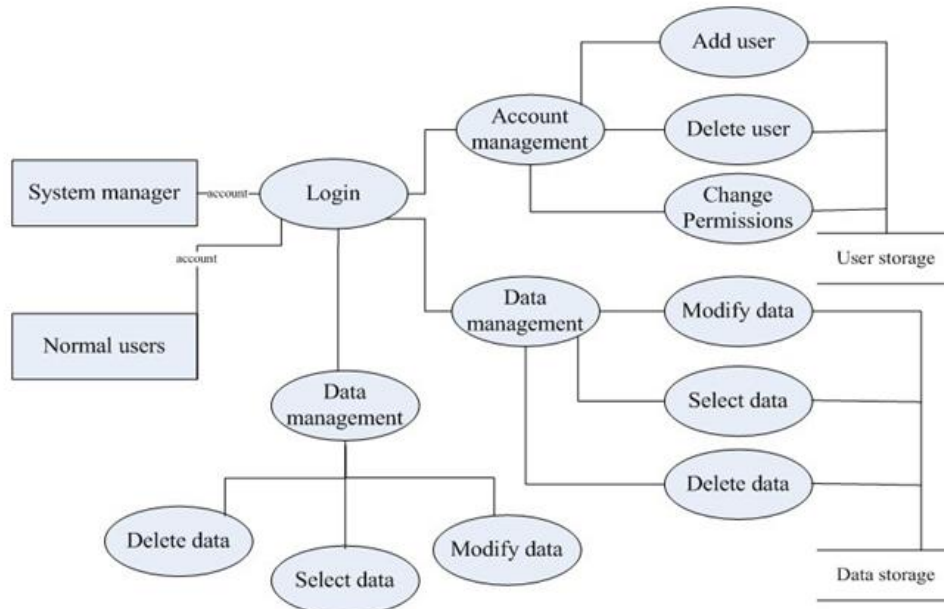 Add user
Account
management
Delete user
System manager
account
Login
Change
Permissions
account
User storage
Normal users
Data
management
Modify data
Data
management
Select data
Delete data
Delete data
Modify data
Select data
Data storage